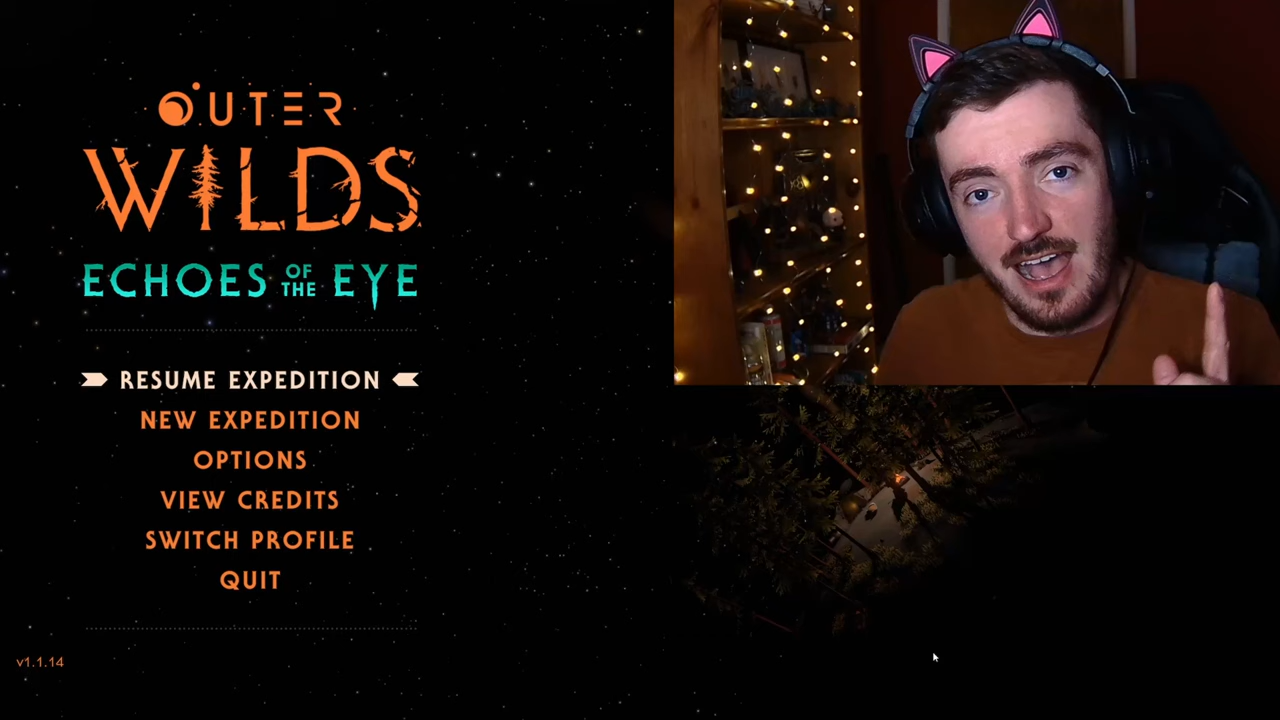 OUTER
WILDS
ECHOES OF THE EYE
RESUME EXPEDITION
NEW EXPEDITION
OPTIONS
VIEW CREDITS
SWITCH PROFILE
QUIT
v1.1.14